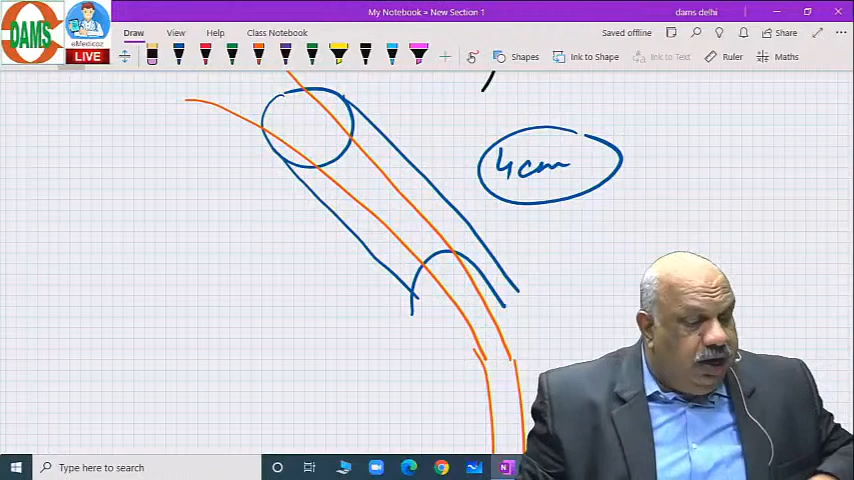 DAMS
eMedicoz
LIVE
My Notebook = New Section 1
dams delhi
Draw
View
Help
Class Notebook
Saved offline
Share
Shapes
Ink to Shape
Ink to Text
Ruler
Maths
4cm
Type here to search